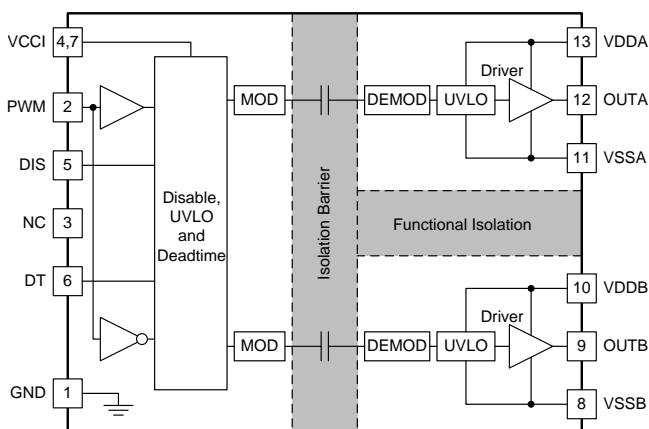 VCCI 4,7
PWM 2
DIS 5
NC 3
DT 6
GND 1
Disable,
UVLO
and
Deadtime
MOD
MOD
Isolation Barrier
DEMOD
UVLO
Driver
13 VDDA
12 OUTA
11 VSSA
Functional Isolation
DEMOD
UVLO
Driver
10 VDDB
9 OUTB
8 VSSB